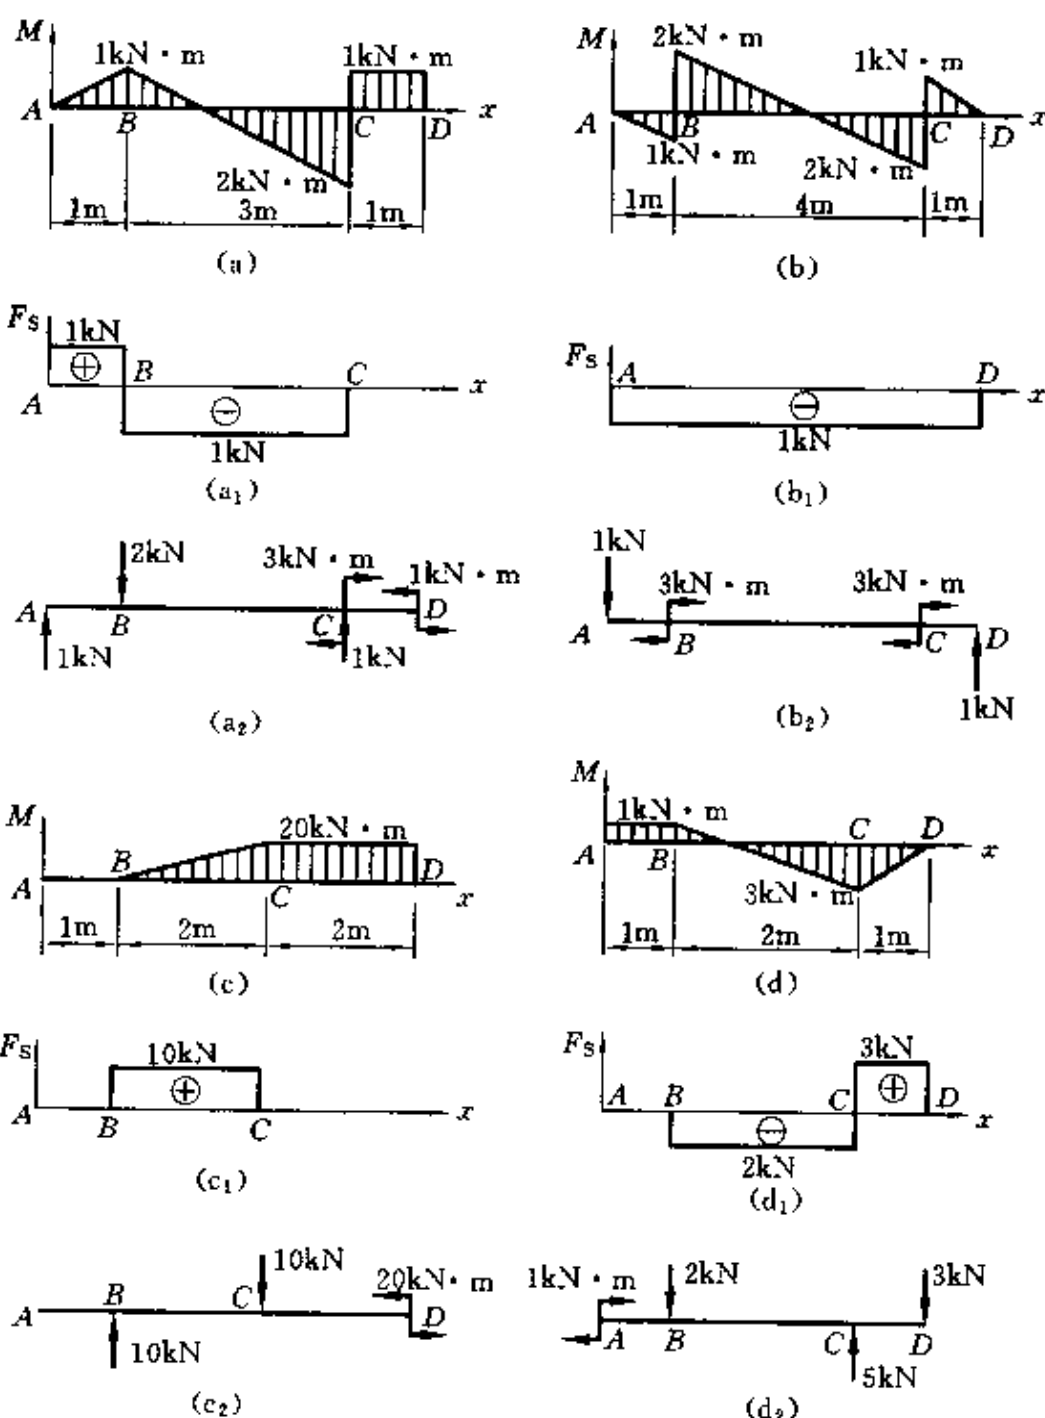 M
1kN·m
1kN·m
A
B
C
D
x
2kN·m
1m
3m
1m
(a)
M
2kN·m
1kN·m
A
B
C
D
x
1kN·m
2kN·m
1m
4m
1m
(b)
Fs
1kN
⊕
B
C
A
x
⊖
1kN
(a₁)
Fs
A
D
x
⊖
1kN
(b₁)
2kN
3kN·m
1kN·m
A
B
C
D
1kN
1kN
(a₂)
1kN
3kN·m
3kN·m
A
B
C
D
1kN
(b₂)
M
20kN·m
B
A
C
D
x
1m
2m
2m
(c)
M
1kN·m
C
D
A
B
x
3kN·m
1m
2m
1m
(d)
Fs
10kN
⊕
A
B
C
x
(c₁)
Fs
3kN
A
B
C
⊕
D
x
⊖
2kN
(d₁)
10kN
20kN·m
B
C
A
D
10kN
(c₂)
1kN·m
2kN
3kN
A
B
C
D
5kN
(d₂)